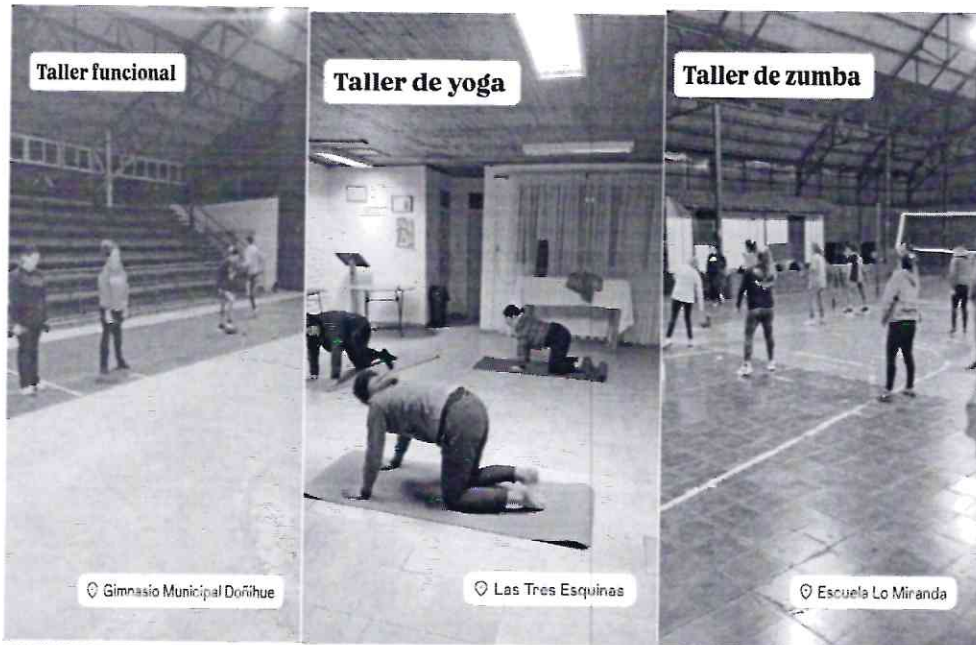 Taller funcional
Taller de yoga
Taller de zumba
Gimnasio Municipal Doñihue
Las Tres Esquinas
Escuela Lo Miranda